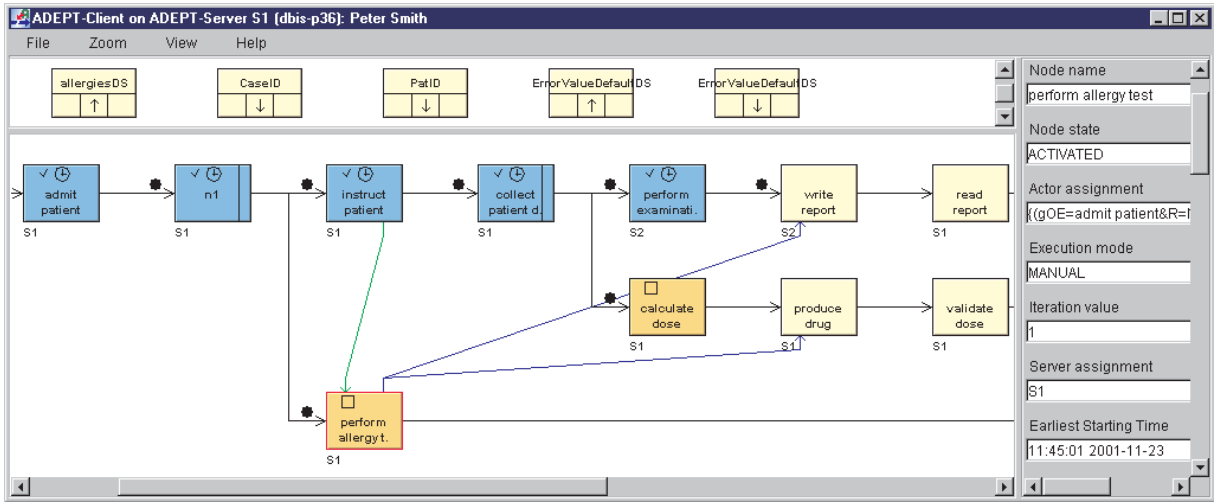 ADEPT-Client on ADEPT-Server S1 (dbis-p36): Peter Smith
File Zoom View Help
allergiesDS CaseID PatID ErrorValueDefaultDS ErrorValueDefaultDS
admit
patient
S1
n1
S1
instruct
patient
S1
collect
patient d.
S1
perform
examinati.
S2
write
report
S2
read
report
S1
calculate
dose
S1
produce
drug
S1
validate
dose
S1
perform
allergy t.
S1
Node name
perform allergy test
Node state
ACTIVATED
Actor assignment
{(gOE=admit patient&R=
Execution mode
MANUAL
Iteration value
1
Server assignment
S1
Earliest Starting Time
11:45:01 2001-11-23